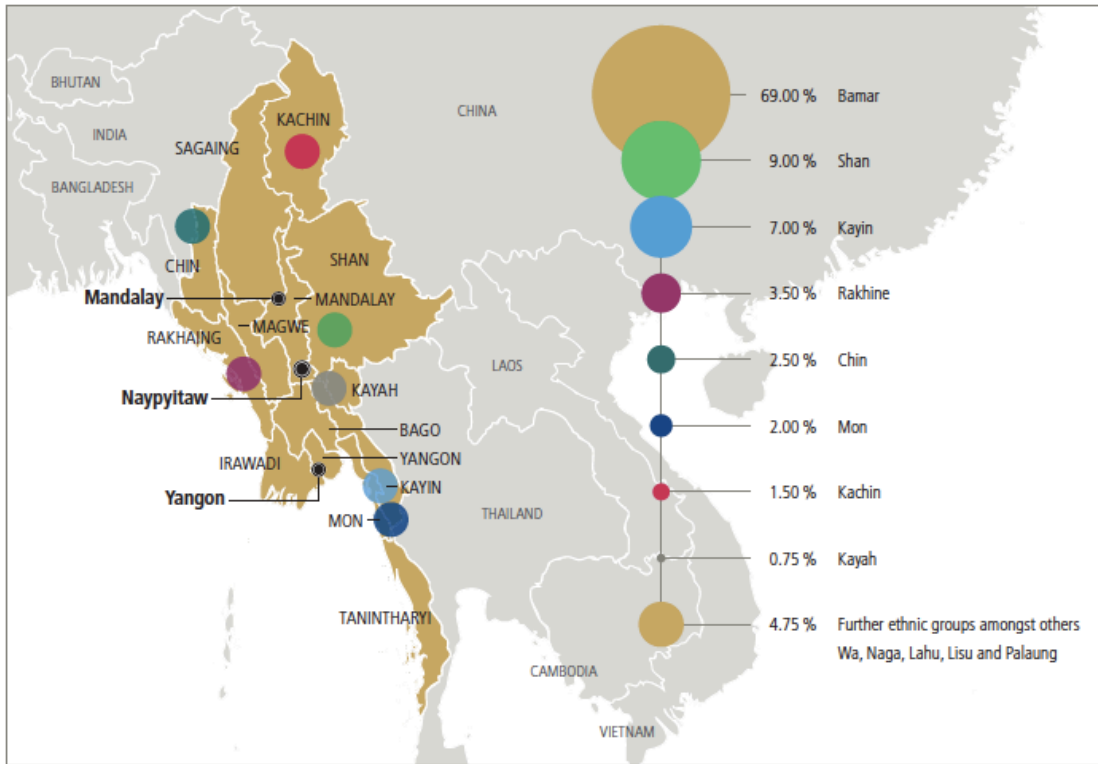 BHUTAN
INDIA
BANGLADESH
CHINA
KACHIN
SAGAING
CHIN
SHAN
Mandalay
MANDALAY
MAGWE
RAKHAING
LAOS
KAYAH
Naypyitaw
BAGO
IRAWADI
YANGON
Yangon
KAYIN
MON
THAILAND
TANINTHARYI
CAMBODIA
VIETNAM
69.00 % Bamar
9.00 % Shan
7.00 % Kayin
3.50 % Rakhine
2.50 % Chin
2.00 % Mon
1.50 % Kachin
0.75 % Kayah
4.75 % Further ethnic groups amongst others
Wa, Naga, Lahu, Lisu and Palaung